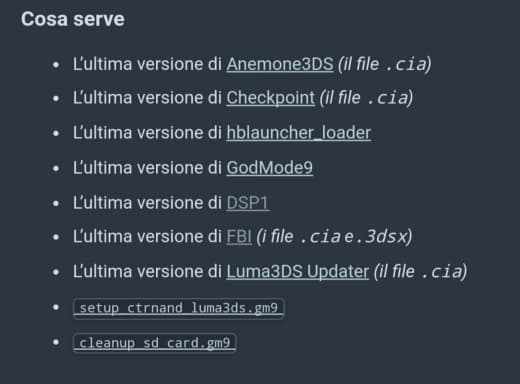 Cosa serve
L'ultima versione di Anemone3DS (il file .cia)
L'ultima versione di Checkpoint (il file .cia)
L'ultima versione di hblauncher_loader
L'ultima versione di GodMode9
L'ultima versione di DSP1
L'ultima versione di FBI (i file .cia e.3dsx)
L'ultima versione di Luma3DS Updater (il file .cia)
setup_ctrnand_luma3ds.gm9
cleanup_sd_card.gm9